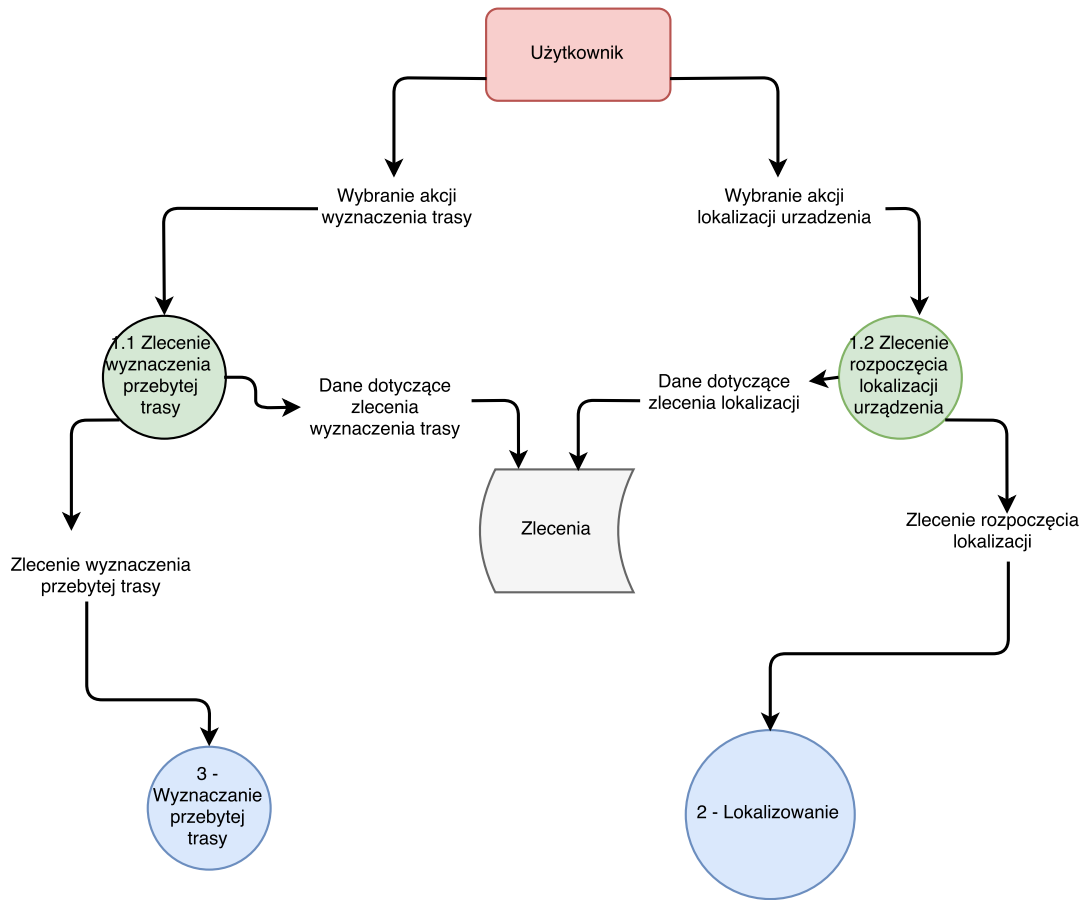 Użytkownik
Wybranie akcji
wyznaczenia trasy
Wybranie akcji
lokalizacji urzadzenia
1.1 Zlecenie
wyznaczenia
przebytej
trasy
Dane dotyczące
zlecenia
wyznaczenia trasy
Dane dotyczące
zlecenia lokalizacji
1.2 Zlecenie
rozpoczęcia
lokalizacji
urządzenia
Zlecenia
Zlecenie wyznaczenia
przebytej trasy
Zlecenie rozpoczęcia
lokalizacji
3 -
Wyznaczanie
przebytej
trasy
2 - Lokalizowanie